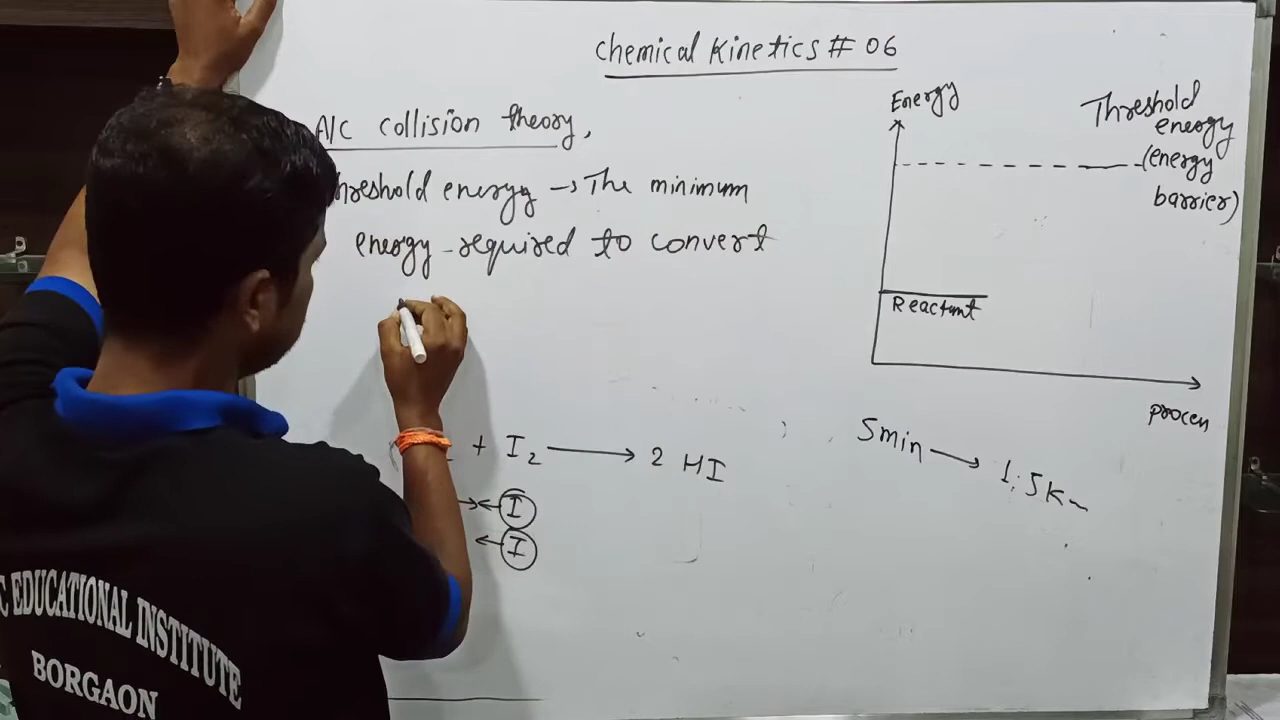 Chemical Kinetics # 06
A/C collision theory,
hreshold energy → The minimum
energy required to convert
+ I2 ⟶ 2 HI
I
I
Energy
Threshold
energy
(energy
barrier)
Reactant
5min ⟶ 1.5K
C EDUCATIONAL INSTITUTE
BORGAON